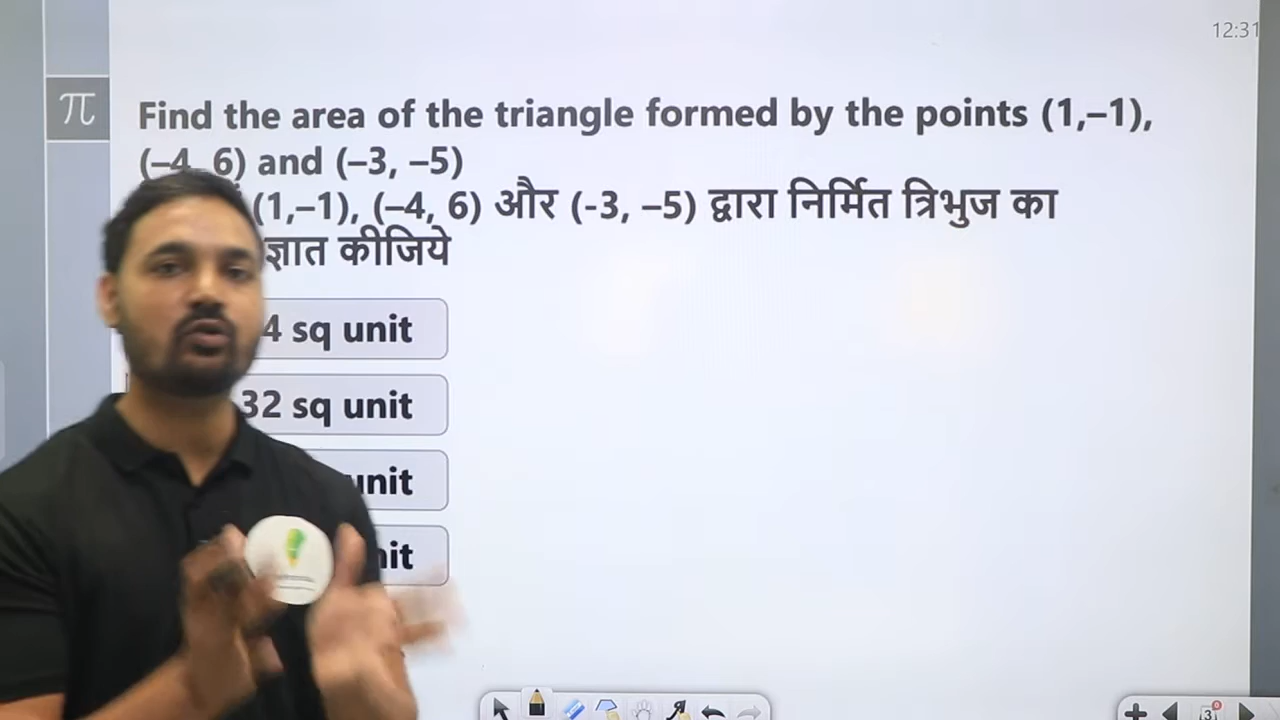 12:31
π
Find the area of the triangle formed by the points (1,–1),
(–4, 6) and (–3, –5)
(1,–1), (–4, 6) और (-3, –5) द्वारा निर्मित त्रिभुज का
ज्ञात कीजिये
4 sq unit
32 sq unit
unit
3